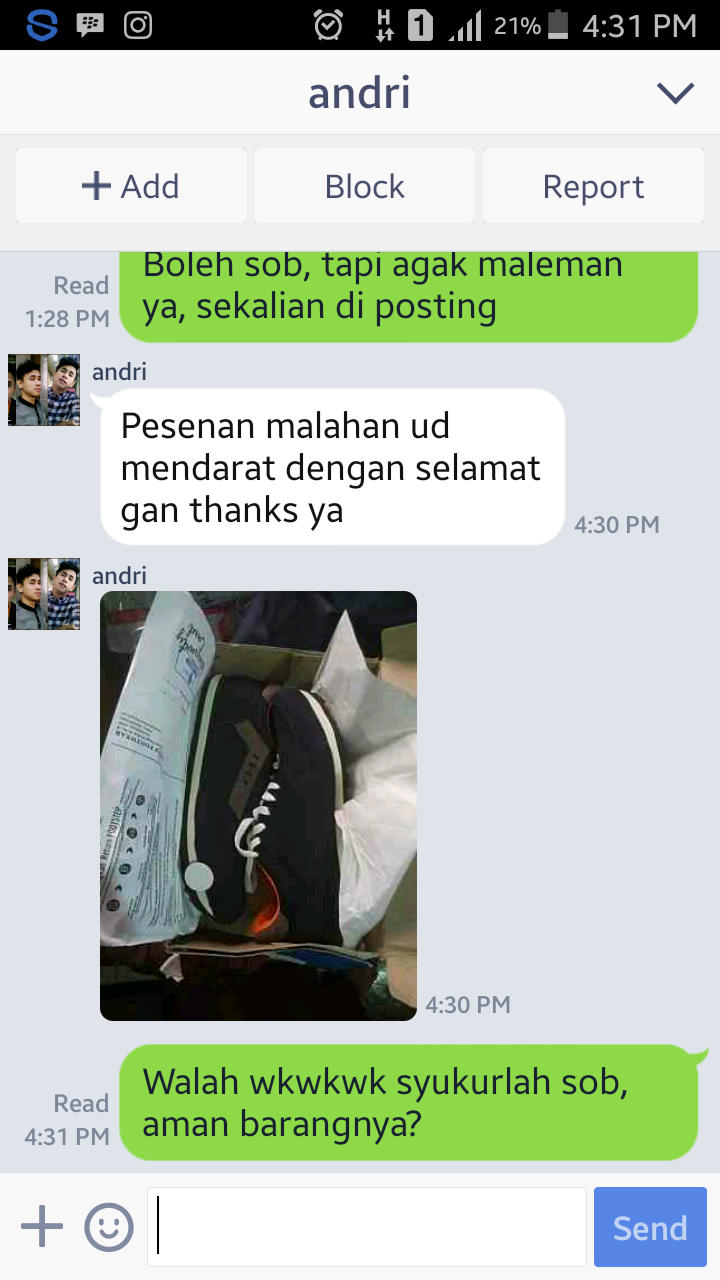 21% 4:31 PM
andri
+ Add Block Report
Boleh sob, tapi agak maleman
ya, sekalian di posting
Read
1:28 PM
andri
Pesenan malahan ud
mendarat dengan selamat
gan thanks ya
4:30 PM
andri
FOOTSTEP
4:30 PM
Walah wkwkwk syukurlah sob,
aman barangnya?
Read
4:31 PM
Send